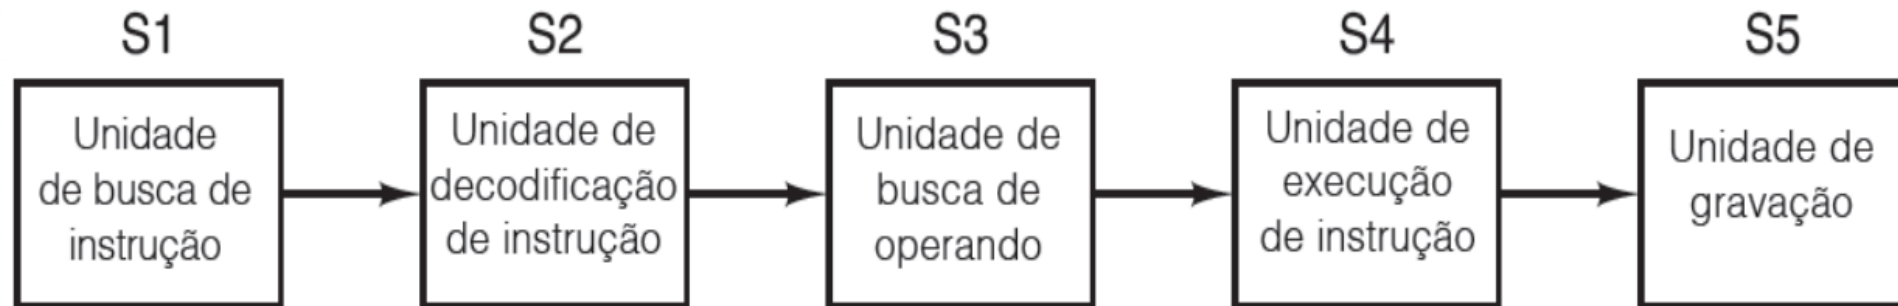 S1
S2
S3
S4
S5
Unidade
de busca de
instrução
Unidade de
decodificação
de instrução
Unidade de
busca de
operando
Unidade de
execução
de instrução
Unidade de
gravação